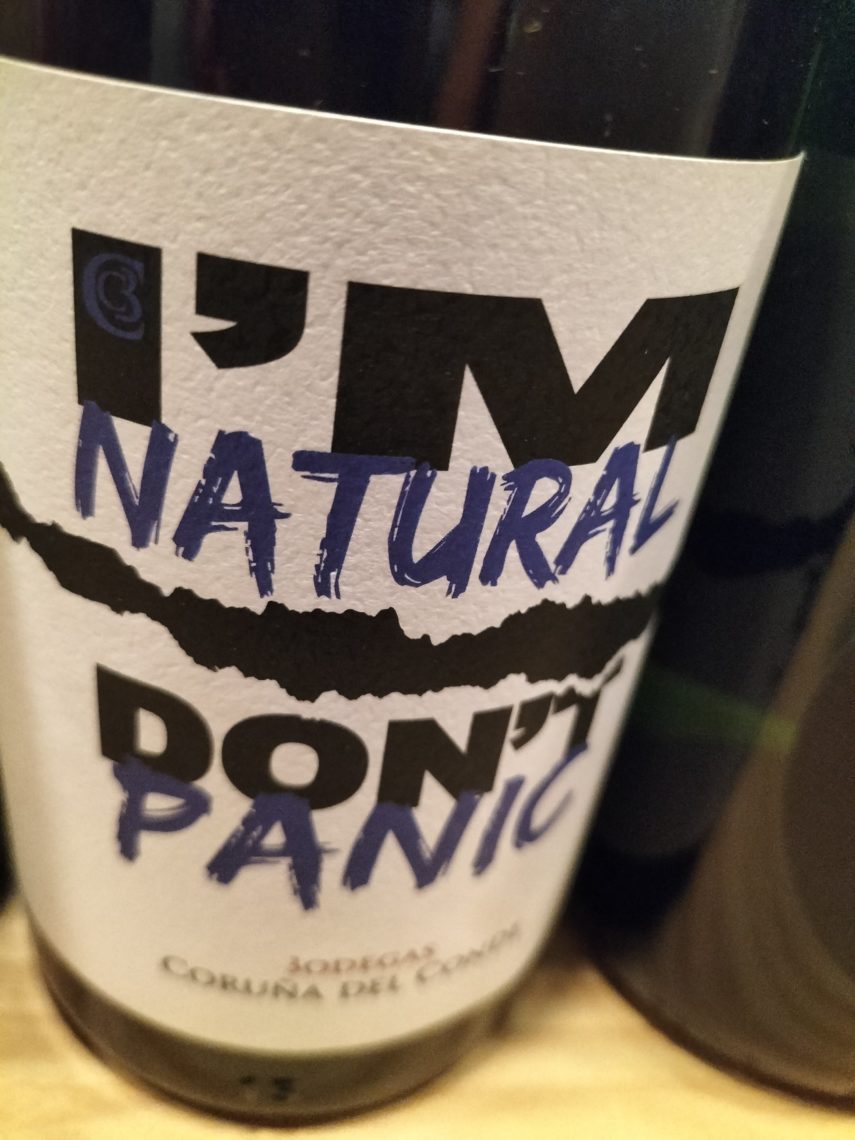 I'M
NATURAL
DON'T
PANIC
BODEGAS
CORUÑA DEL CONDE